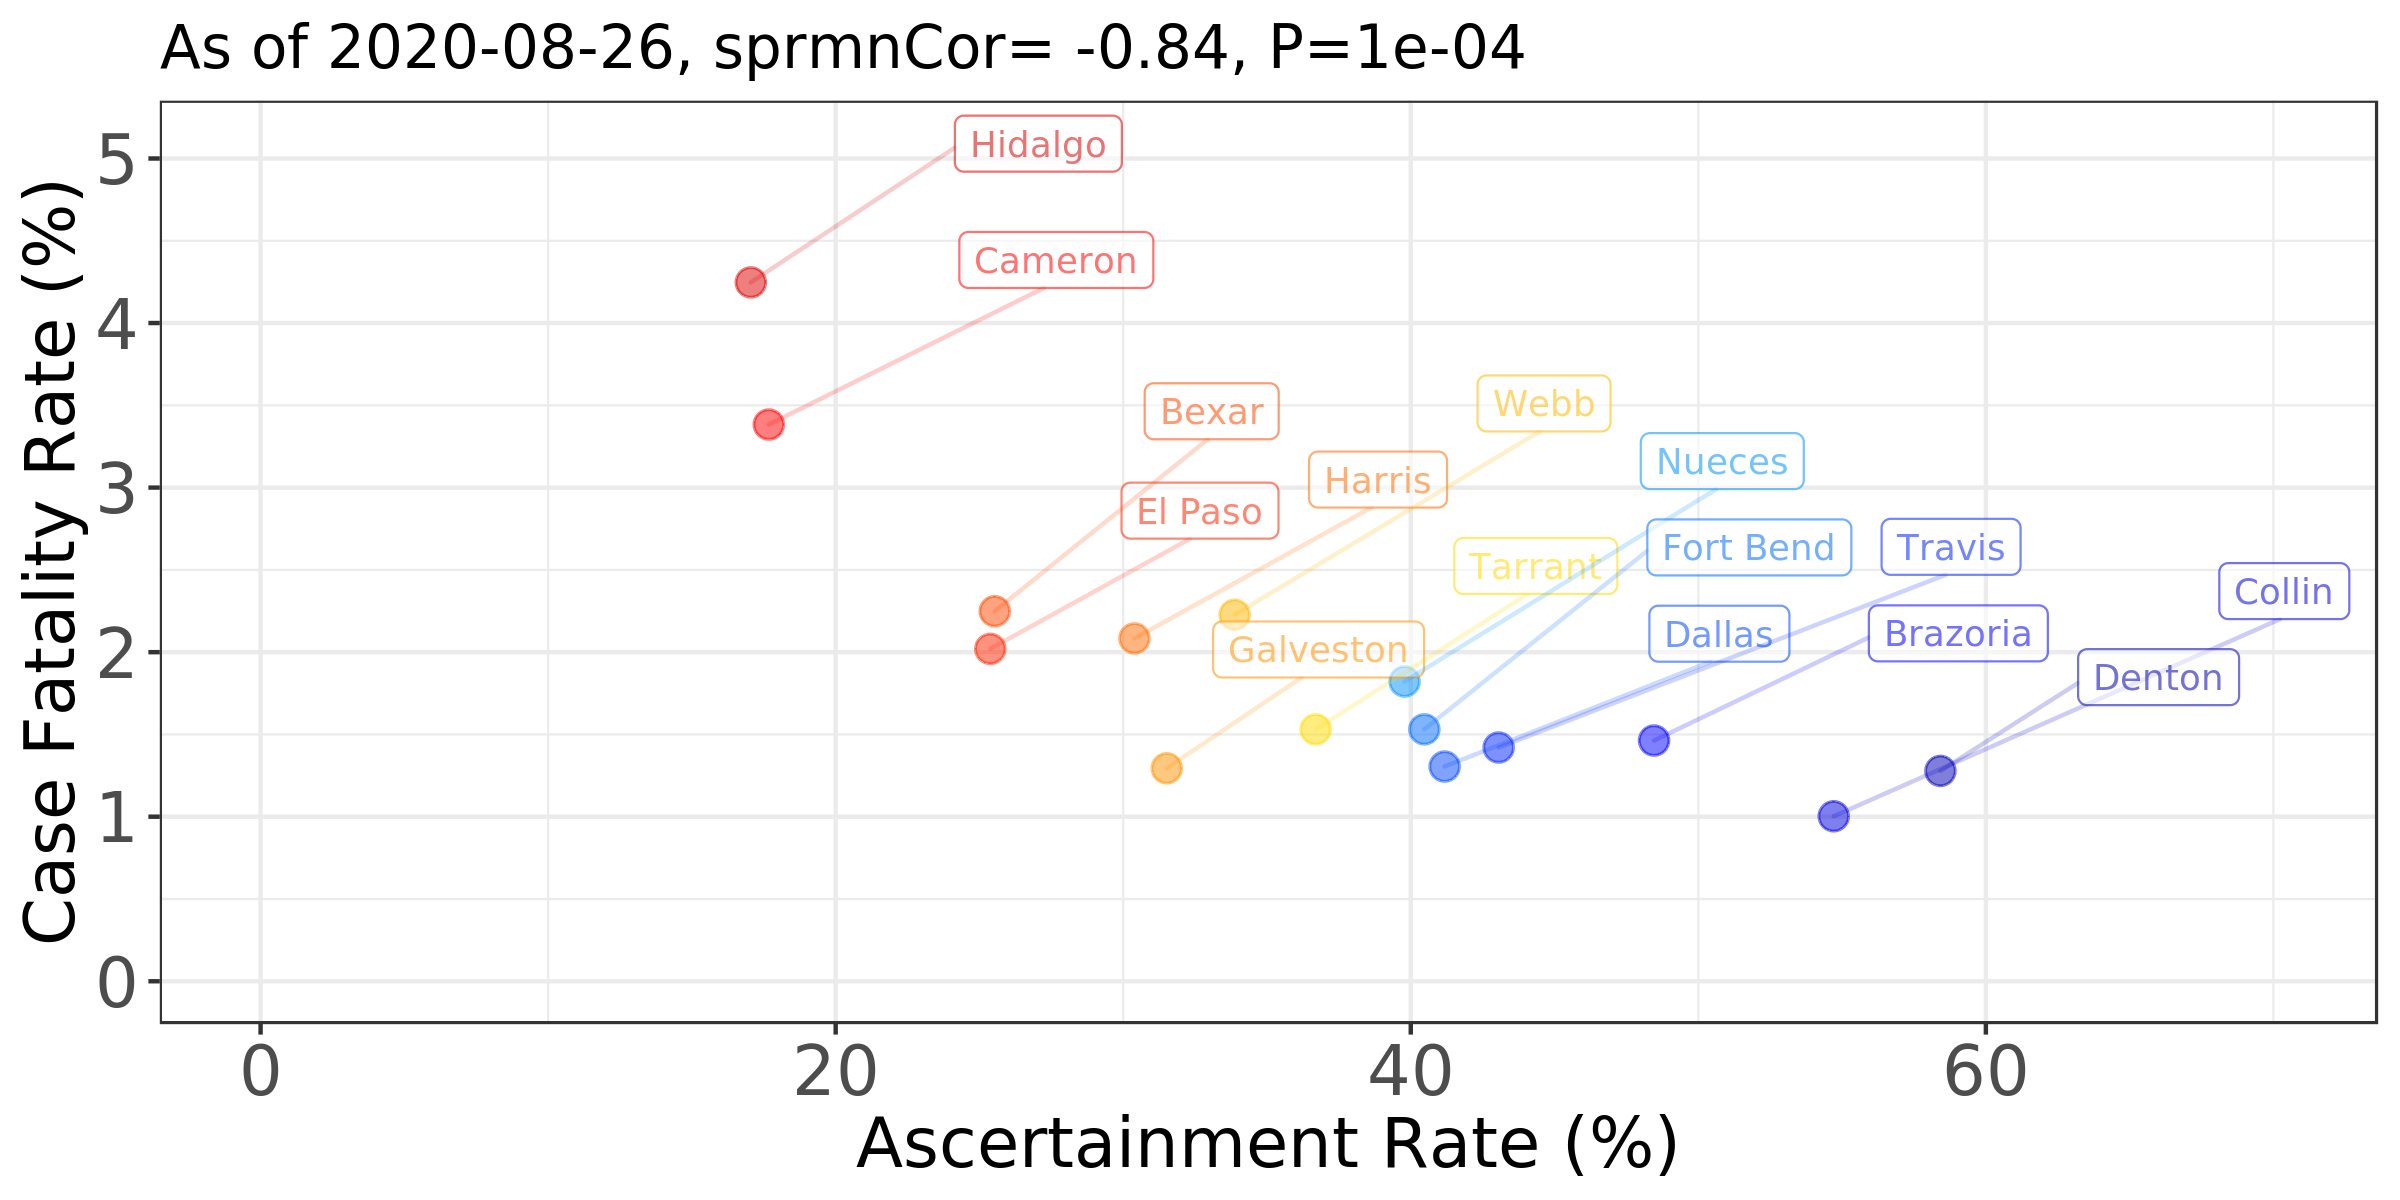 As of 2020-08-26, sprmnCor= -0.84, P=1e-04
Case Fatality Rate (%)
5
4
3
2
1
0
Hidalgo
Cameron
Bexar
Webb
Nueces
Harris
El Paso
Fort Bend
Travis
Tarrant
Collin
Dallas
Brazoria
Galveston
Denton
0 20 40 60
Ascertainment Rate (%)